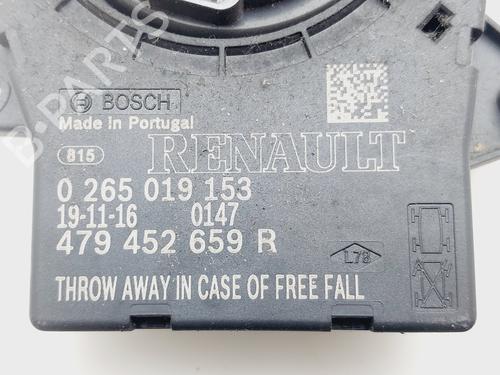 B-PARTS
BOSCH
Made in Portugal
815
RENAULT
0 265 019 153
19-11-16 0147
479 452 659 R
L78
THROW AWAY IN CASE OF FREE FALL